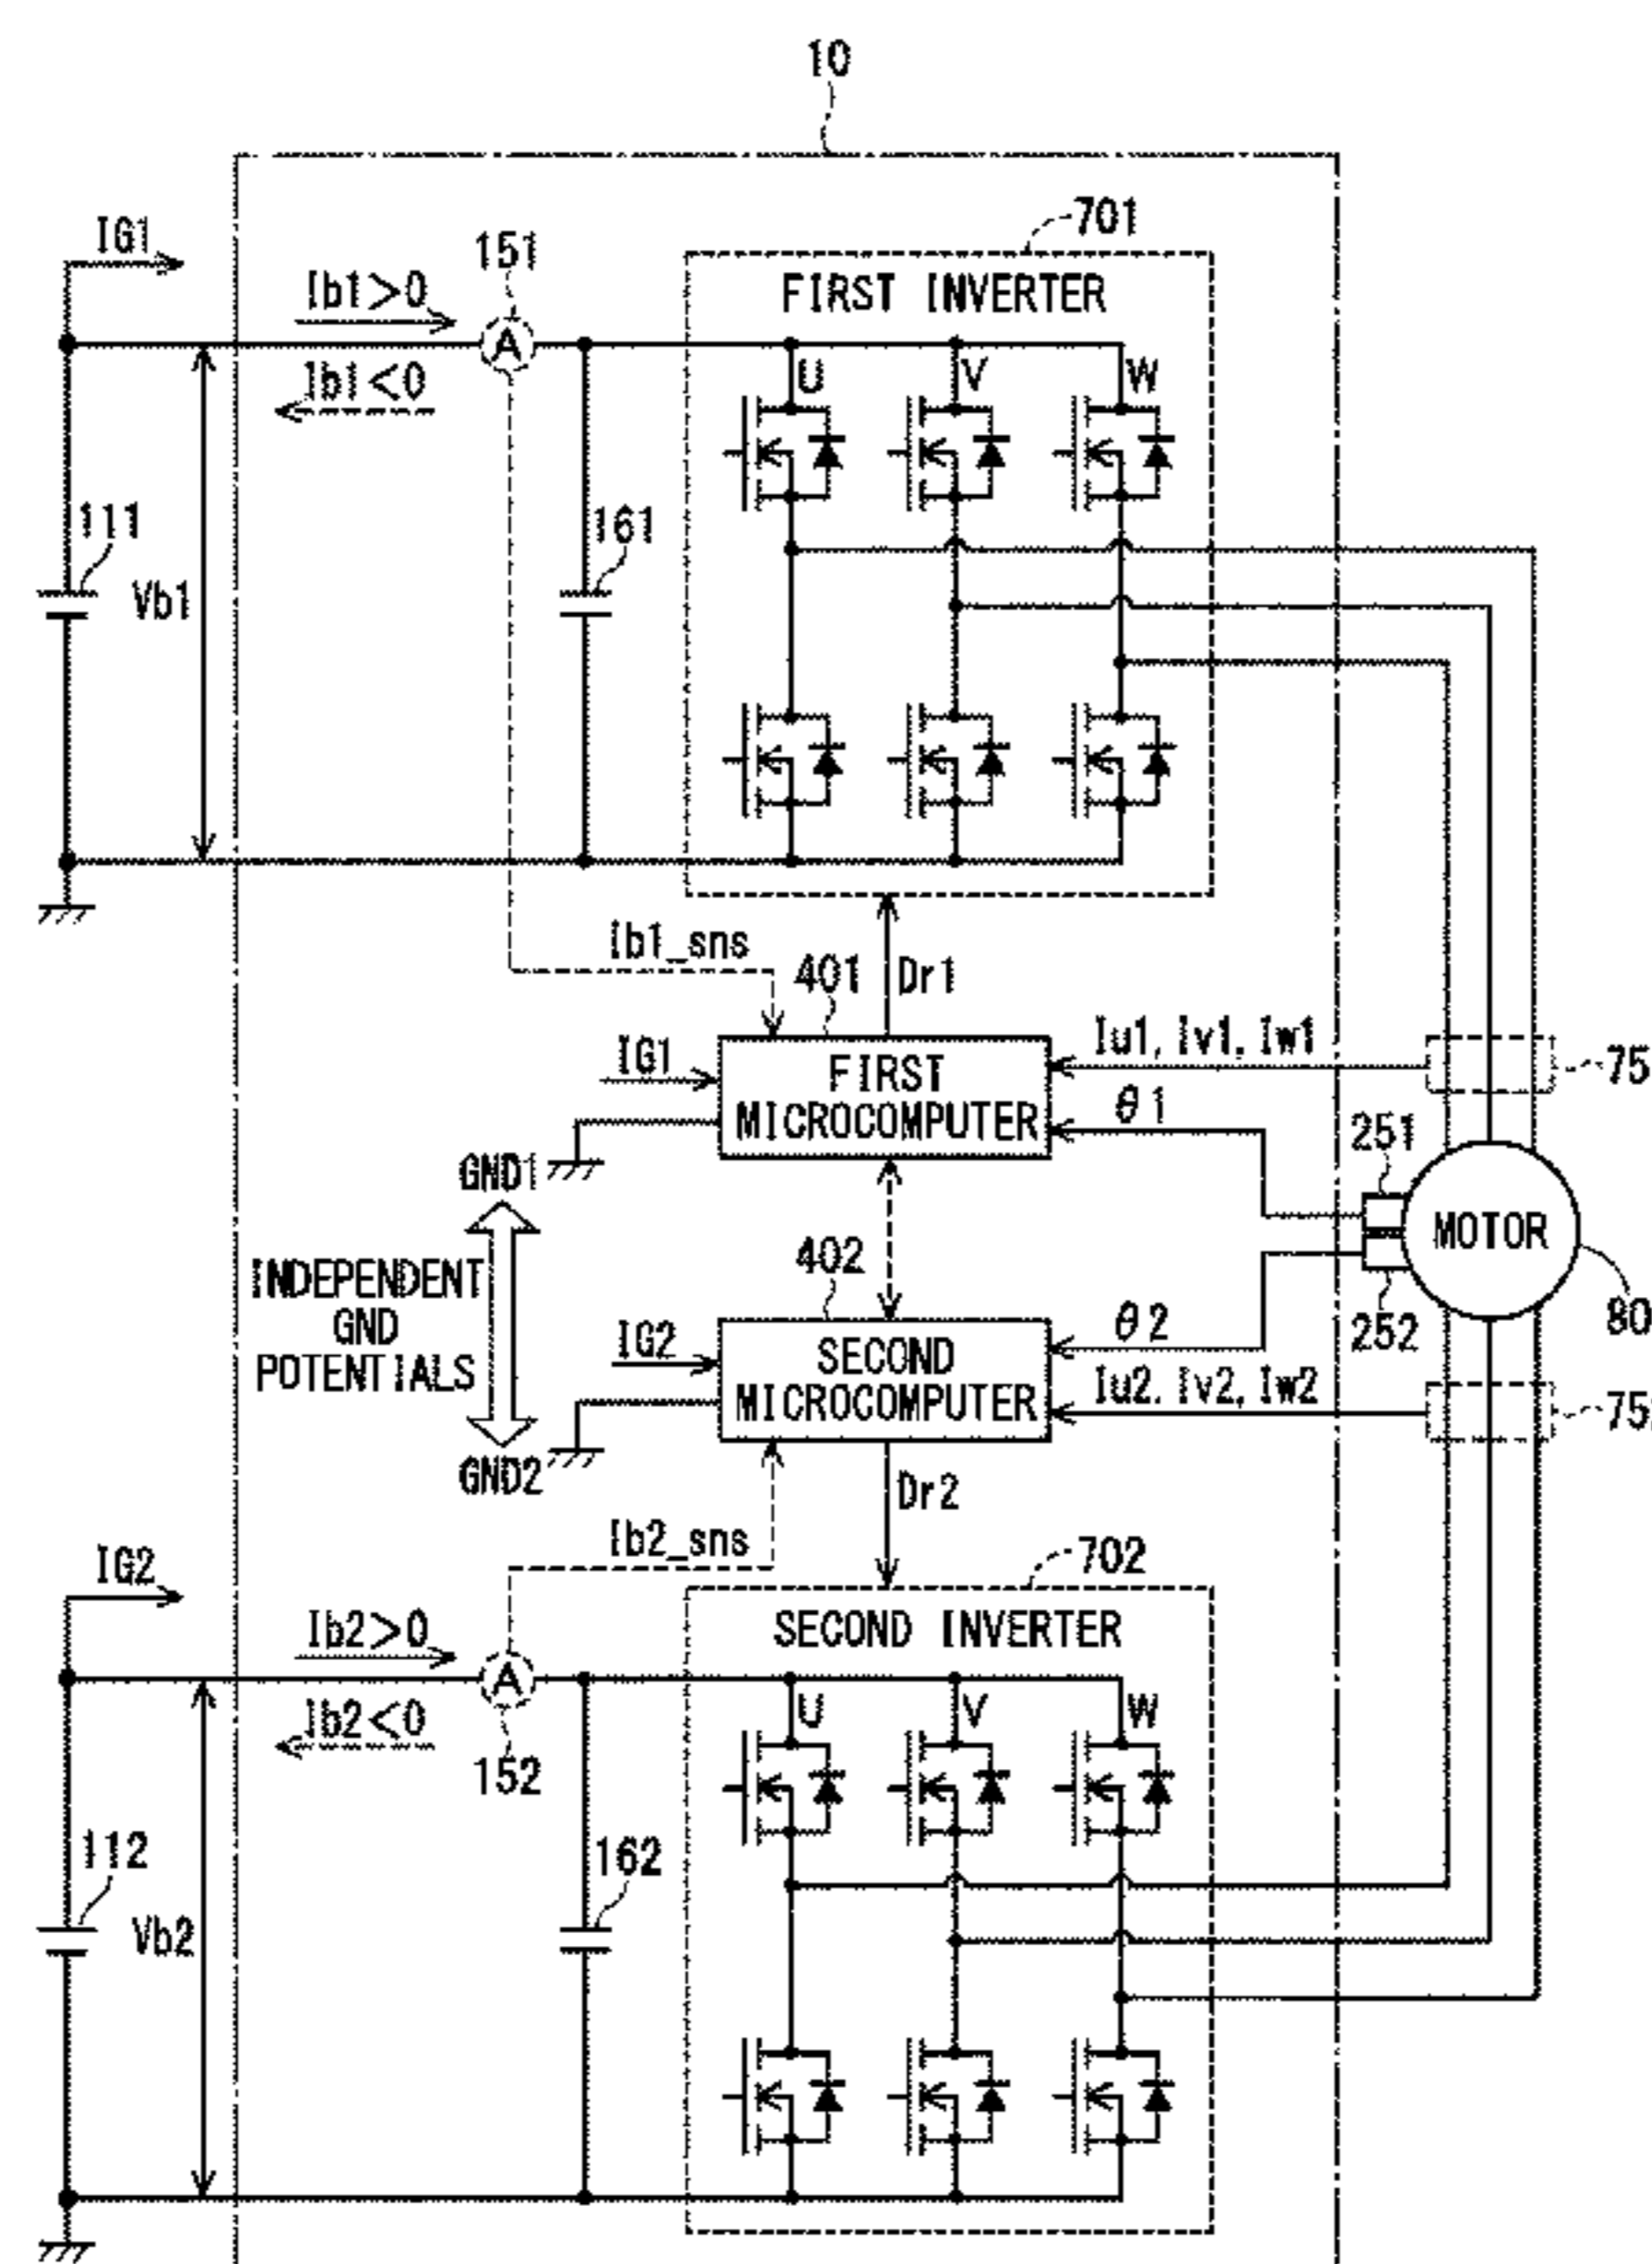 10
701
IG1
151
Ib1>0
FIRST INVERTER
A
Ib1<0
U V W
111
161
Vb1
Ib1_sns
401
Dr1
IG1
FIRST
MICROCOMPUTER
Iu1, Iv1, Iw1
75
θ1
251
GND1
MOTOR
INDEPENDENT
GND
POTENTIALS
402
80
252
θ2
IG2
SECOND
MICROCOMPUTER
Iu2, Iv2, Iw2
75
GND2
Dr2
Ib2_sns
IG2
702
Ib2>0
SECOND INVERTER
A
Ib2<0
U V W
152
112
162
Vb2